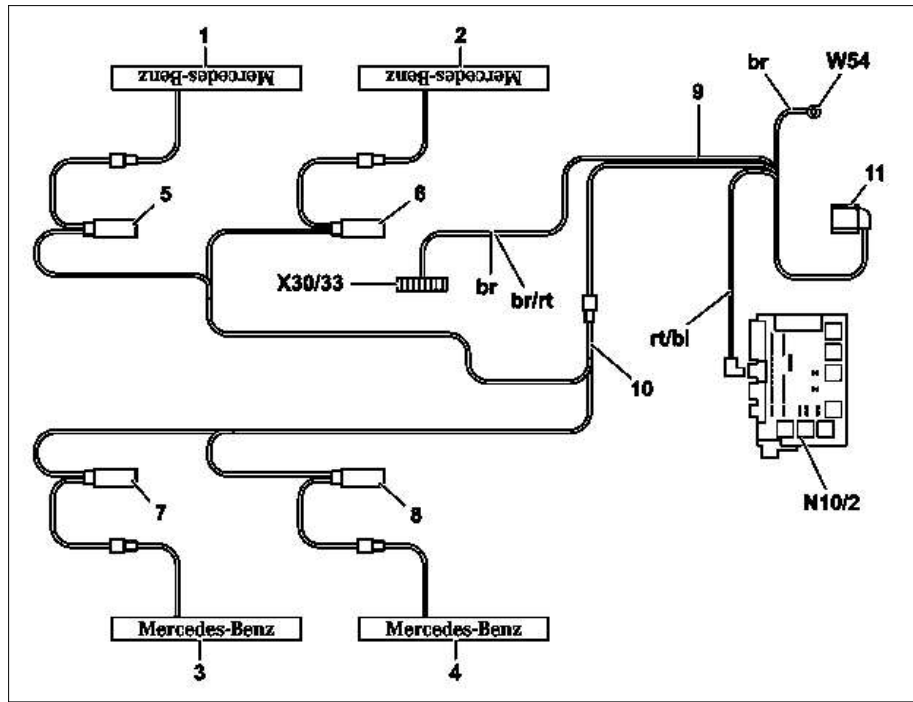 1
2
Mercedes-Benz
Mercedes-Benz
br
W54
9
11
5
6
X30/33
br
br/rt
rt/bl
10
7
8
N10/2
Mercedes-Benz
Mercedes-Benz
3
4